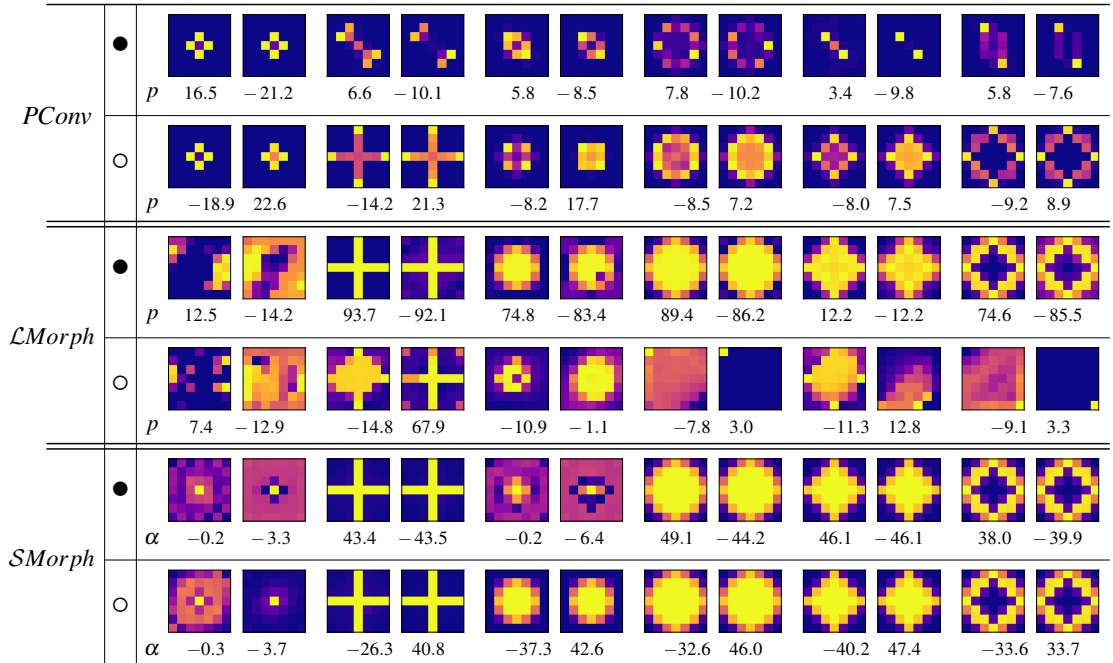 PConv
●
p 16.5 −21.2 6.6 −10.1 5.8 −8.5 7.8 −10.2 3.4 −9.8 5.8 −7.6
○
p −18.9 22.6 −14.2 21.3 −8.2 17.7 −8.5 7.2 −8.0 7.5 −9.2 8.9
LMorph
●
p 12.5 −14.2 93.7 −92.1 74.8 −83.4 89.4 −86.2 12.2 −12.2 74.6 −85.5
○
p 7.4 −12.9 −14.8 67.9 −10.9 −1.1 −7.8 3.0 −11.3 12.8 −9.1 3.3
SMorph
●
α −0.2 −3.3 43.4 −43.5 −0.2 −6.4 49.1 −44.2 46.1 −46.1 38.0 −39.9
○
α −0.3 −3.7 −26.3 40.8 −37.3 42.6 −32.6 46.0 −40.2 47.4 −33.6 33.7